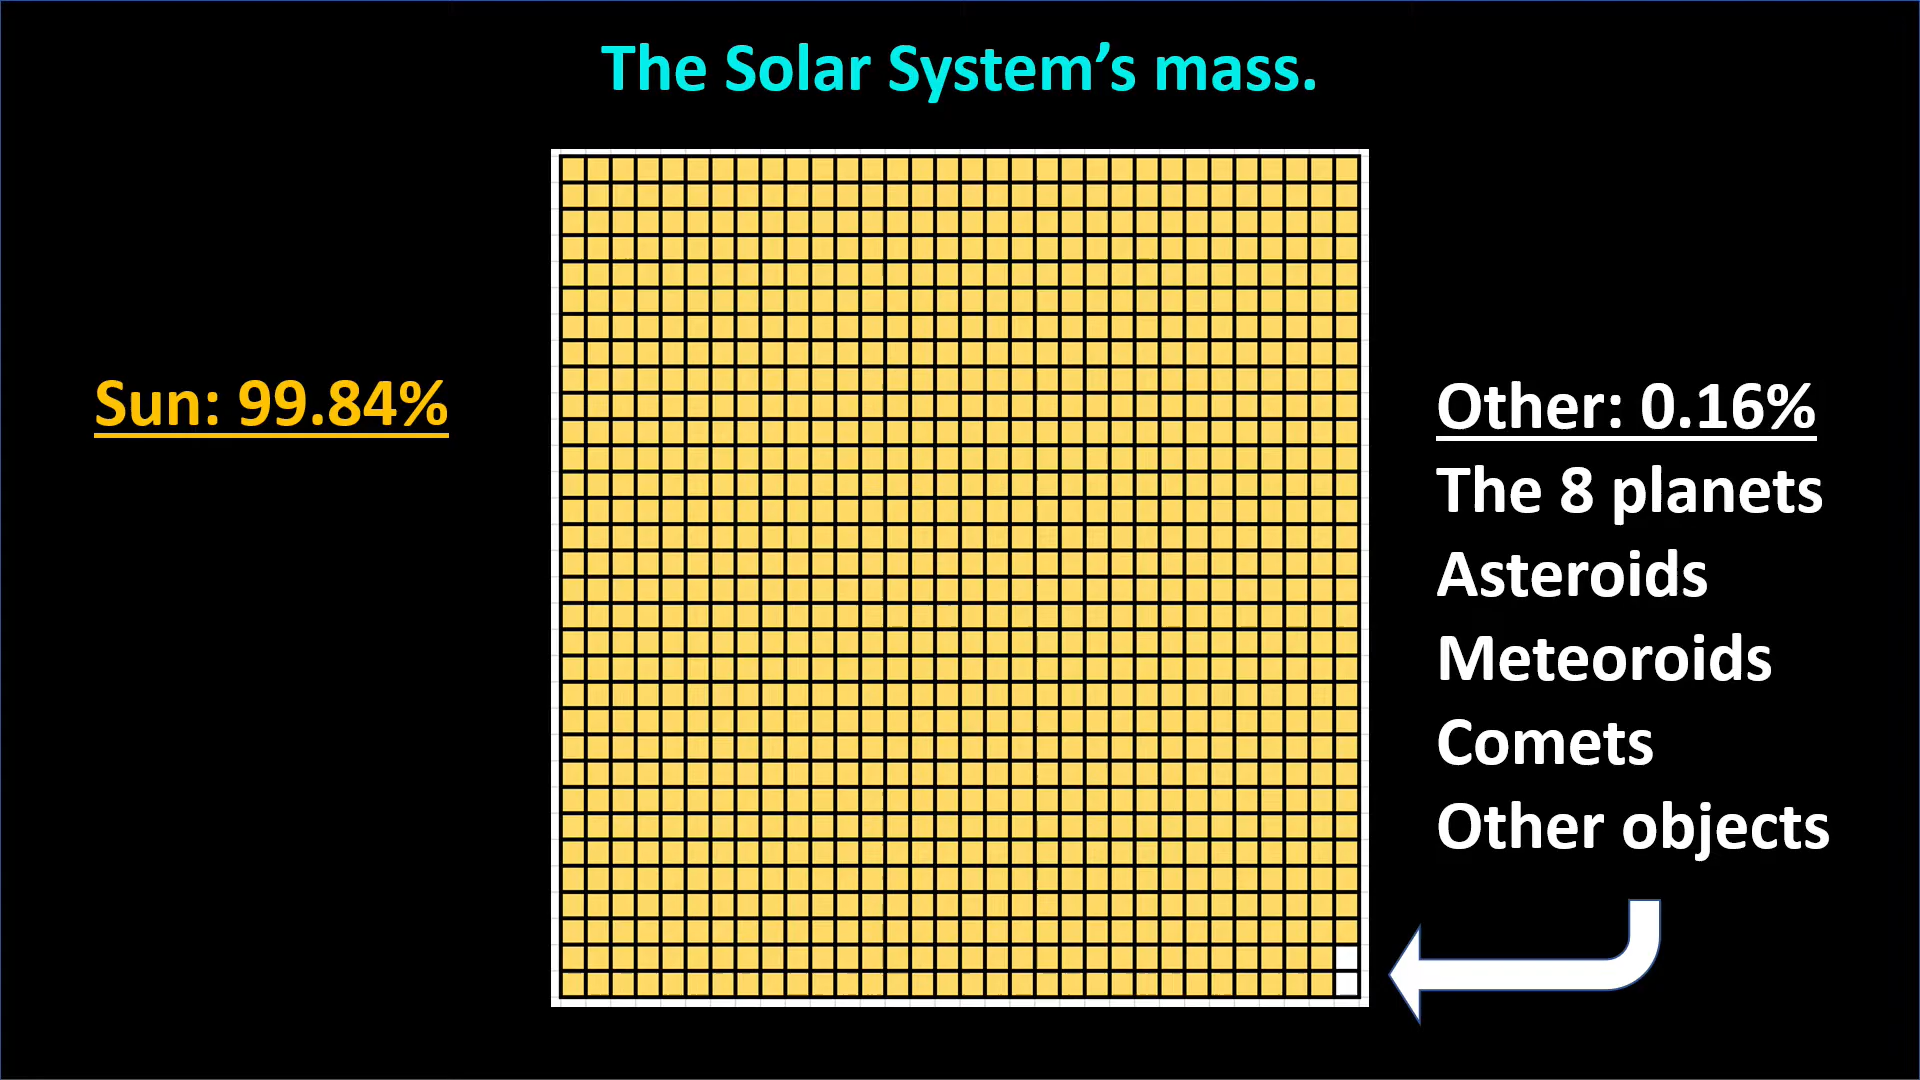 The Solar System’s mass.
Sun: 99.84%
Other: 0.16%
The 8 planets
Asteroids
Meteoroids
Comets
Other objects